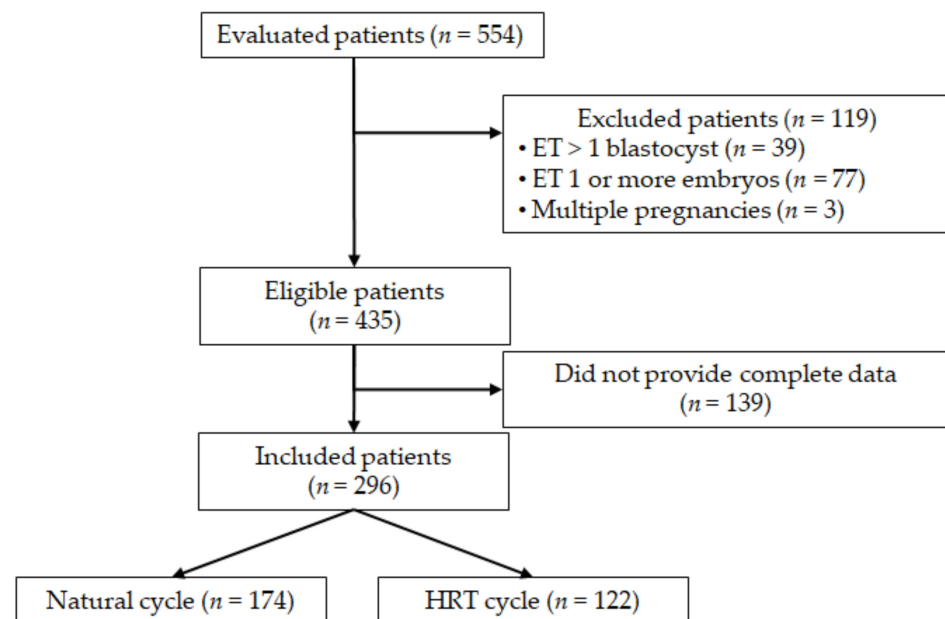 Evaluated patients (n = 554)
Excluded patients (n = 119)
• ET > 1 blastocyst (n = 39)
• ET 1 or more embryos (n = 77)
• Multiple pregnancies (n = 3)
Eligible patients
(n = 435)
Did not provide complete data
(n = 139)
Included patients
(n = 296)
Natural cycle (n = 174)
HRT cycle (n = 122)